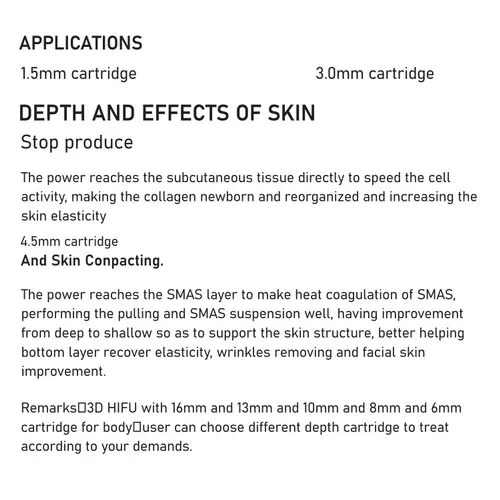 APPLICATIONS
1.5mm cartridge
3.0mm cartridge
DEPTH AND EFFECTS OF SKIN
Stop produce
The power reaches the subcutaneous tissue directly to speed the cell
activity, making the collagen newborn and reorganized and increasing the
skin elasticity
4.5mm cartridge
And Skin Conpacting.
The power reaches the SMAS layer to make heat coagulation of SMAS,
performing the pulling and SMAS suspension well, having improvement
from deep to shallow so as to support the skin structure, better helping
bottom layer recover elasticity, wrinkles removing and facial skin
improvement.
Remarks▯3D HIFU with 16mm and 13mm and 10mm and 8mm and 6mm
cartridge for body▯user can choose different depth cartridge to treat
according to your demands.